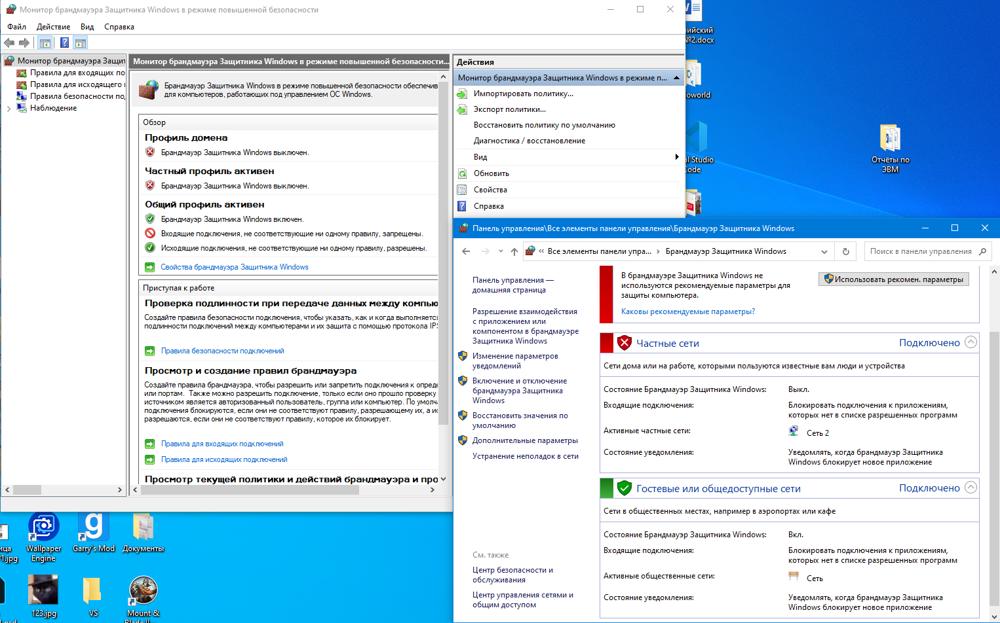 Монитор брандмауэра Защитника Windows в режиме повышенной безопасности
Файл Действие Вид Справка
Монитор брандмауэра Защит
Правила для входящих по
Правила для исходящего
Правила безопасности по
Наблюдение
Монитор брандмауэра Защитника Windows в режиме повышенной безопасности...
Брандмауэр Защитника Windows в режиме повышенной безопасности обеспечив
для компьютеров, работающих под управлением ОС Windows.
Обзор
Профиль домена
Брандмауэр Защитника Windows выключен.
Частный профиль активен
Брандмауэр Защитника Windows выключен.
Общий профиль активен
Брандмауэр Защитника Windows включен.
Входящие подключения, не соответствующие ни одному правилу, запрещены.
Исходящие подключения, не соответствующие ни одному правилу, разрешены.
Свойства брандмауэра Защитника Windows
Приступая к работе
Проверка подлинности при передаче данных между компью
Создайте правила безопасности подключения, чтобы указать, как и когда выполняется
подлинности подключений между компьютерами и их защита с помощью протокола IPS
Правила безопасности подключений
Просмотр и создание правил брандмауэра
Создайте правила брандмауэра, чтобы разрешить или запретить подключения к опреде
или портам. Также можно разрешить подключение, только если оно прошло проверку
источником является авторизованный пользователь, группа или компьютер. По умолча
подключения блокируются, если они не соответствуют правилу, разрешающему их, а ис
разрешаются, если они не соответствуют правилу, которое их блокирует.
Правила для входящих подключений
Правила для исходящих подключений
Просмотр текущей политики и действий брандмауэра и про
Действия
Монитор брандмауэра Защитника Windows в режиме п...
Импортировать политику...
Экспорт политики...
Восстановить политику по умолчанию
Диагностика / восстановление
Вид
Обновить
Свойства
Справка
ийский
№2.docx
oworld
al Studio
Code
PDF
Отчёты по
ЭВМ
Панель управления\Все элементы панели управления\Брандмауэр Защитника Windows
« Все элементы панели упра... › Брандмауэр Защитника Windows
Поиск в панели управления
Панель управления —
домашняя страница
Разрешение взаимодействия
с приложением или
компонентом в брандмауэре
Защитника Windows
Изменение параметров
уведомлений
Включение и отключение
брандмауэра Защитника
Windows
Восстановить значения по
умолчанию
Дополнительные параметры
Устранение неполадок в сети
См. также
Центр безопасности и
обслуживания
Центр управления сетями и
общим доступом
В брандмауэре Защитника Windows не
используются рекомендуемые параметры для
защиты компьютера.
Использовать рекомен. параметры
Каковы рекомендуемые параметры?
Частные сети Подключено
Сети дома или на работе, которыми пользуются известные вам люди и устройства
Состояние Брандмауэр Защитника Windows: Выкл.
Входящие подключения: Блокировать подключения к приложениям,
которых нет в списке разрешенных программ
Активные частные сети: Сеть 2
Состояние уведомления: Уведомлять, когда брандмауэр Защитника
Windows блокирует новое приложение
Гостевые или общедоступные сети Подключено
Сети в общественных местах, например в аэропортах или кафе
Состояние Брандмауэр Защитника Windows: Вкл.
Входящие подключения: Блокировать подключения к приложениям,
которых нет в списке разрешенных программ
Активные общественные сети: Сеть
Состояние уведомления: Уведомлять, когда брандмауэр Защитника
Windows блокирует новое приложение
ица
1.jpg
Wallpaper
Engine
g
Garry's Mod
Документы
123.jpg
VS
Mount &